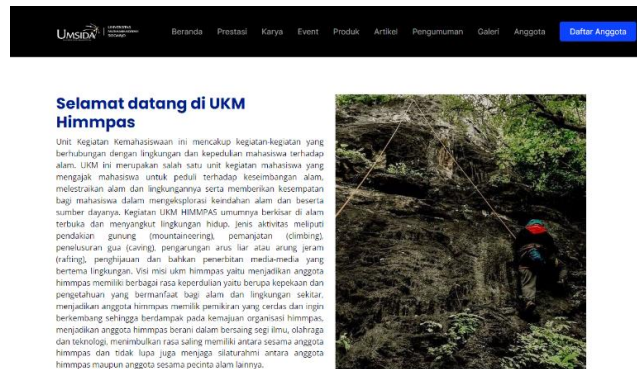 UMSIDA
UNIVERSITAS
MUHAMMADIYAH
SIDOARJO
Beranda Prestasi Karya Event Produk Artikel Pengumuman Galeri Anggota Daftar Anggota
Selamat datang di UKM
Himmpas
Unit Kegiatan Kemahasiswaan ini mencakup kegiatan-kegiatan yang
berhubungan dengan lingkungan dan kepedulian mahasiswa terhadap
alam. UKM ini merupakan salah satu unit kegiatan mahasiswa yang
mengajak mahasiswa untuk peduli terhadap keseimbangan alam,
melestraikan alam dan lingkungannya serta memberikan kesempatan
bagi mahasiswa dalam mengeksplorasi keindahan alam dan beserta
sumber dayanya. Kegiatan UKM HIMMPAS umumnya berkisar di alam
terbuka dan menyangkut lingkungan hidup. Jenis aktivitas meliputi
pendakian gunung (mountaineering), pemanjatan (climbing),
penelusuran gua (caving), pengarungan arus liar atau arung jeram
(rafting), penghijauan dan bahkan penerbitan media-media yang
bertema lingkungan. Visi misi ukm himmpas yaitu menjadikan anggota
himmpas memiliki berbagai rasa keperdulian yaitu berupa kepekaan dan
pengetahuan yang bermanfaat bagi alam dan lingkungan sekitar,
menjadikan anggota himmpas memilik pemikiran yang cerdas dan ingin
berkembang sehingga berdampak pada kemajuan organisasi himmpas,
menjadikan anggota himmpas berani dalam bersaing segi ilmu, olahraga
dan teknologi, menimbulkan rasa saling memiliki antara sesama anggota
himmpas dan tidak lupa juga menjaga silaturahmi antara anggota
himmpas maupun anggota sesama pecinta alam lainnya.